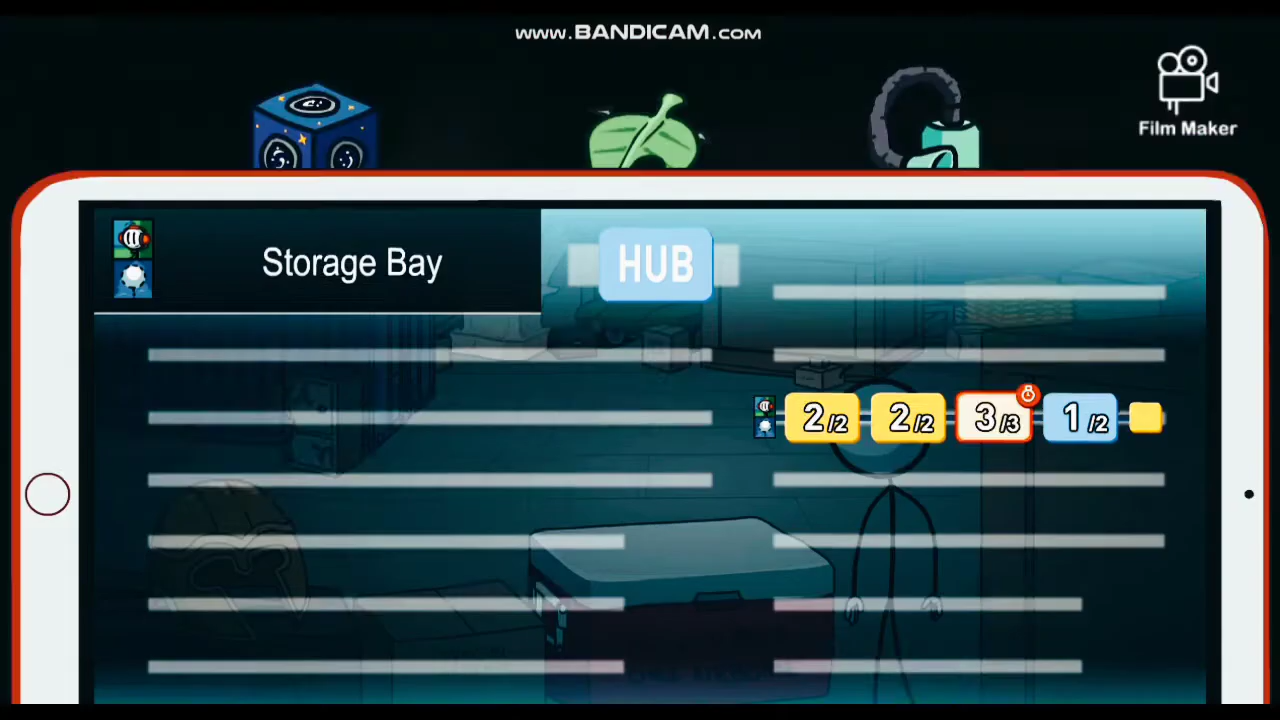 www.BANDICAM.com
Film Maker
Storage Bay
HUB
2/2 2/2 3/3 1/2